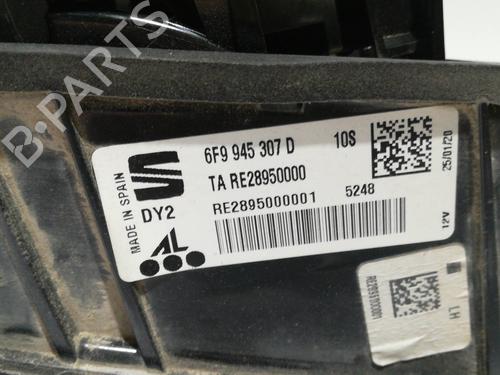 B-Parts
MADE IN SPAIN
DY2
AL
6F9 945 307 D 10S
TA RE28950000
RE2895000001 5248
25/01/20
12V
LH